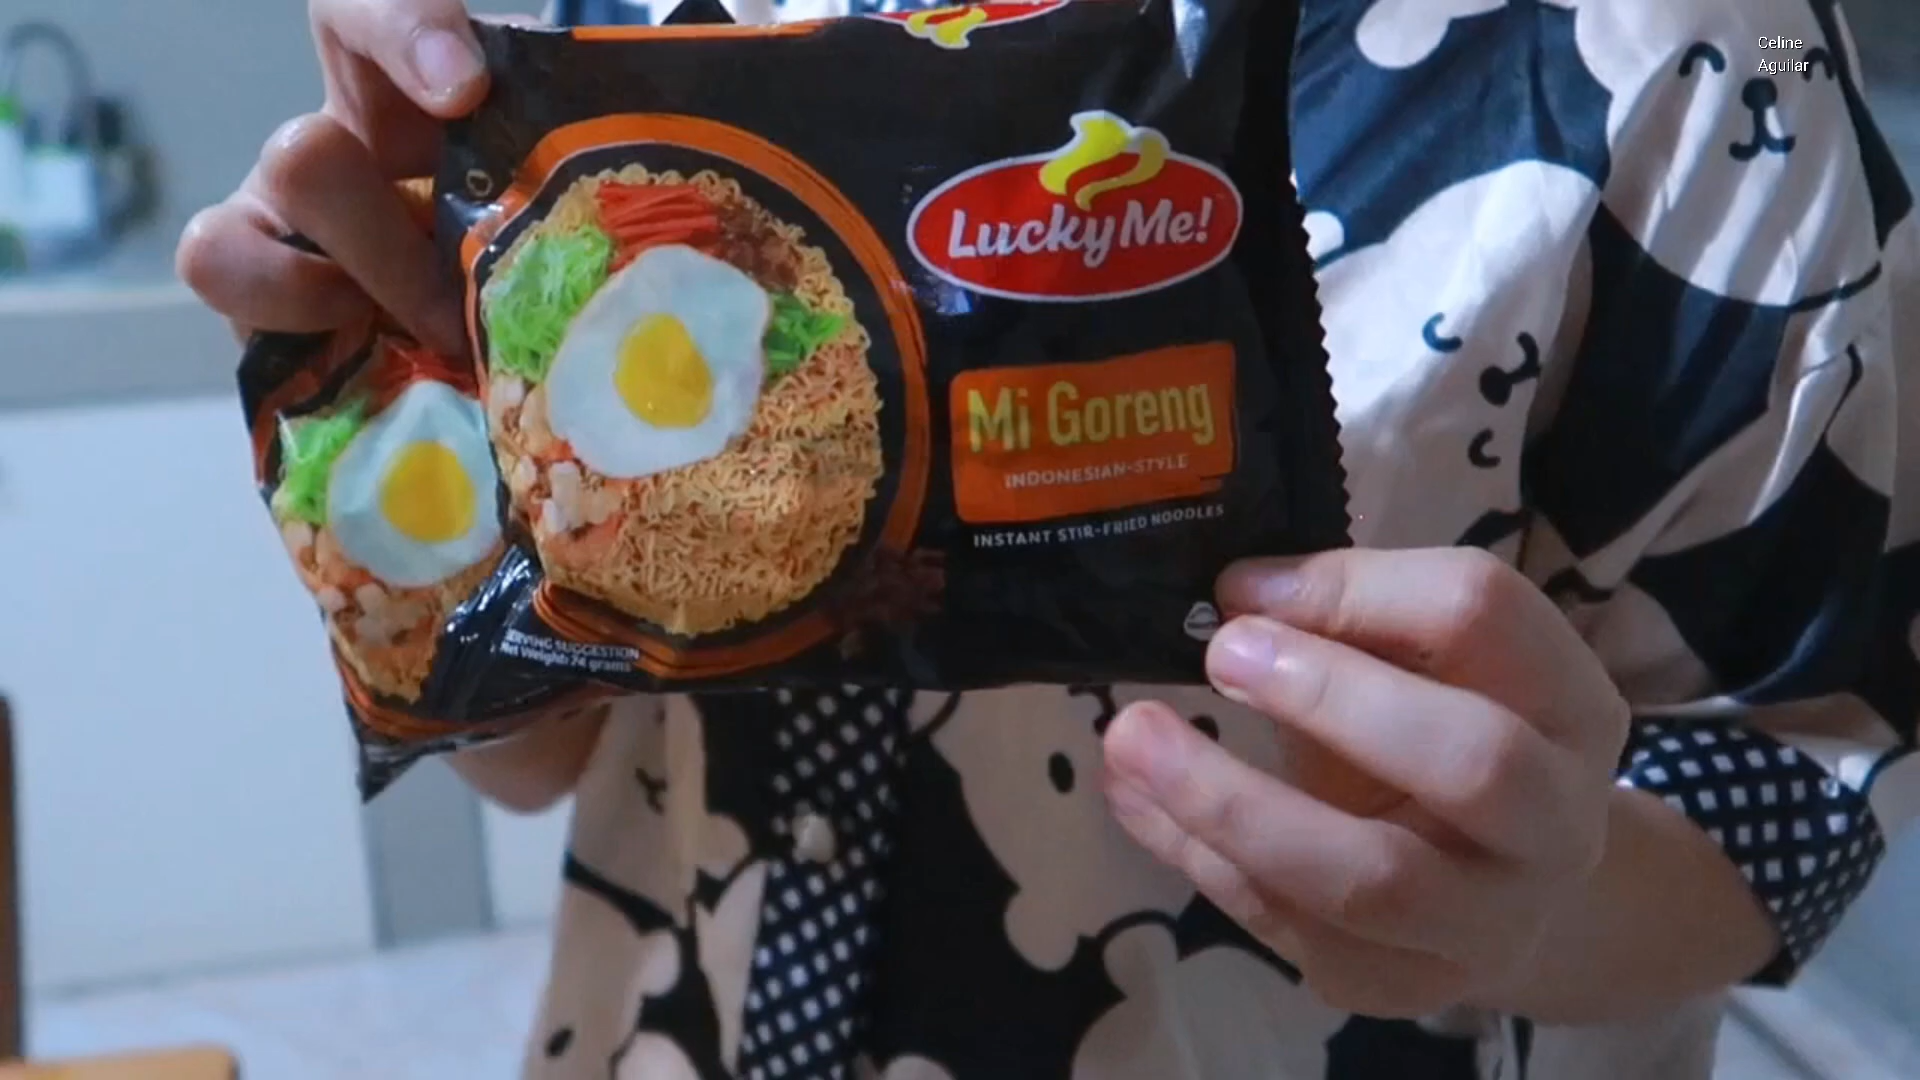 Celine
Aguilar
Lucky Me!
Mi Goreng
INDONESIAN-STYLE
INSTANT STIR-FRIED NOODLES
SERVING SUGGESTION
Net Weight: 74 grams